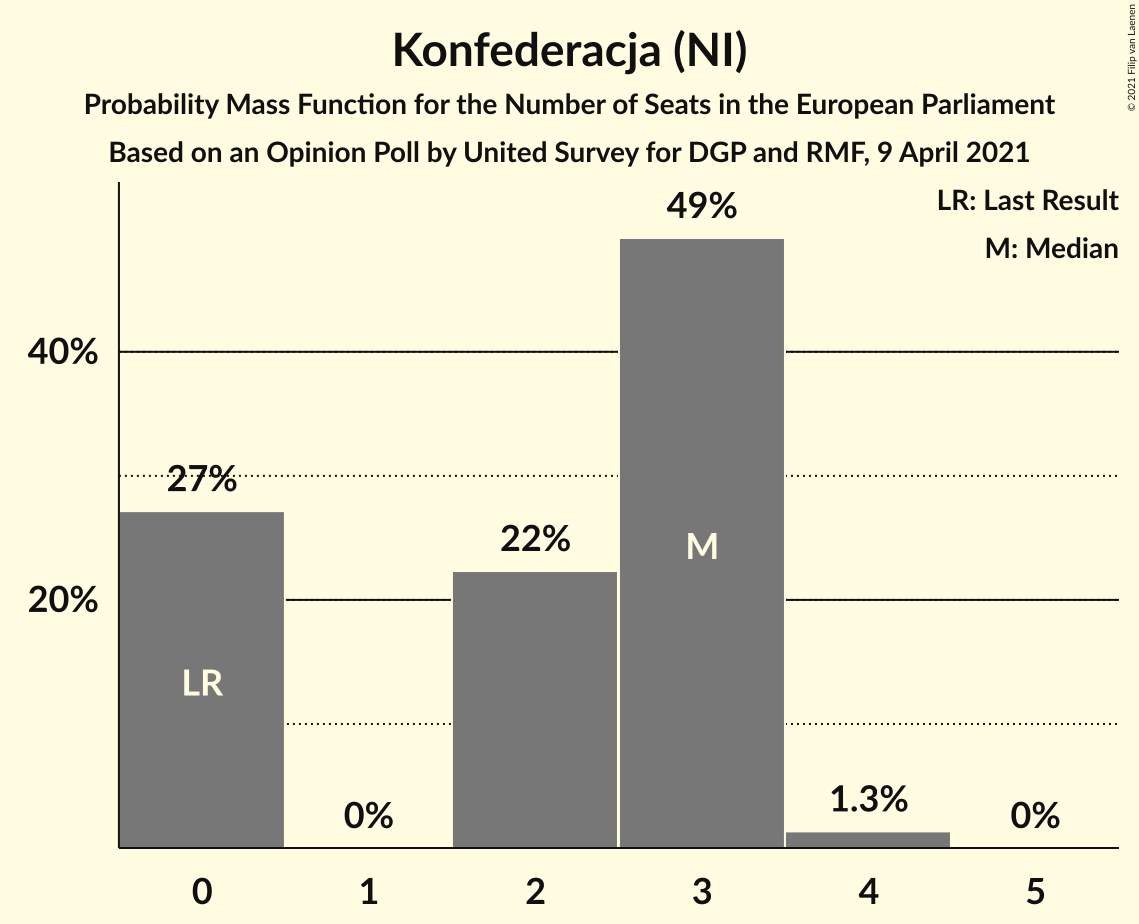 Konfederacja (NI)
Probability Mass Function for the Number of Seats in the European Parliament
Based on an Opinion Poll by United Survey for DGP and RMF, 9 April 2021
© 2021 Filip van Laenen
LR: Last Result
M: Median
49%
40%
27%
22%
M
20%
LR
0%
1.3%
0%
0 1 2 3 4 5